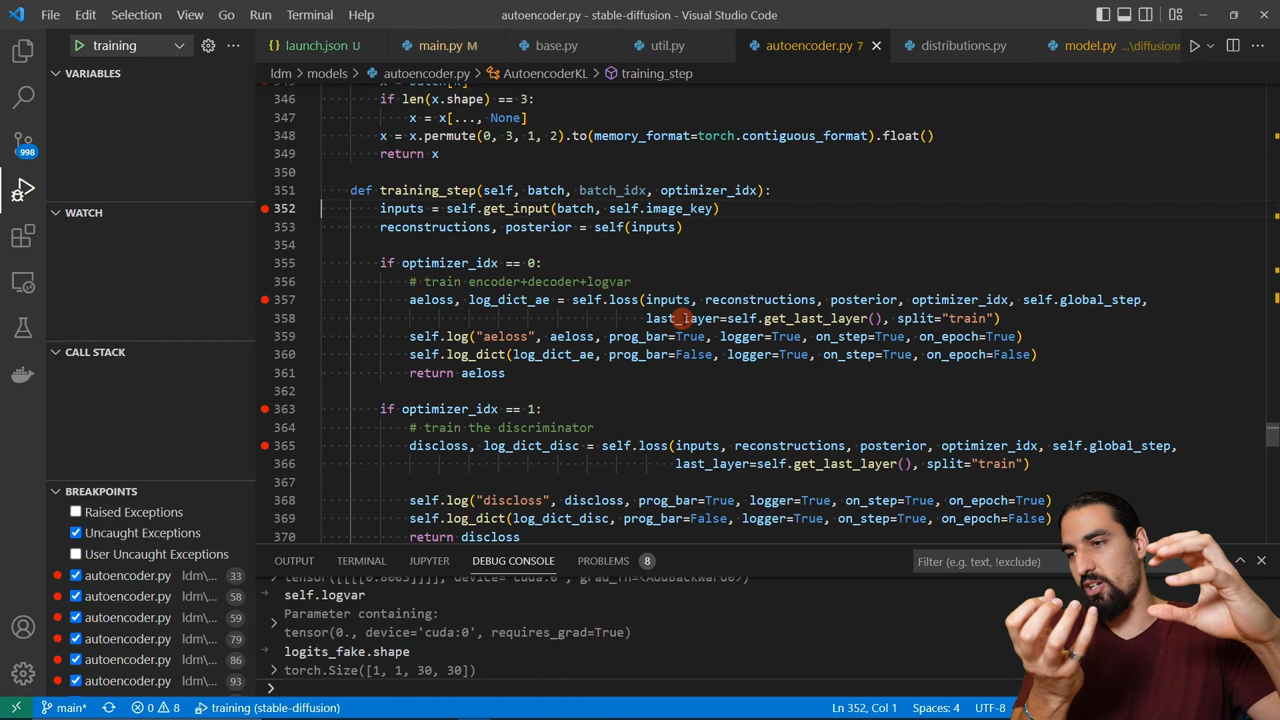 File Edit Selection View Go Run Terminal Help
autoencoder.py - stable-diffusion - Visual Studio Code
training
launch.json U
main.py M
base.py
util.py
autoencoder.py 7
distributions.py
model.py ...\diffusionr
ldm > models > autoencoder.py > AutoencoderKL > training_step
VARIABLES
WATCH
CALL STACK
BREAKPOINTS
Raised Exceptions
Uncaught Exceptions
User Uncaught Exceptions
autoencoder.py ldm\... 33
autoencoder.py ldm\... 58
autoencoder.py ldm\... 59
autoencoder.py ldm\... 79
autoencoder.py ldm\... 86
autoencoder.py ldm\... 93
998
346 if len(x.shape) == 3:
347 x = x[..., None]
348 x = x.permute(0, 3, 1, 2).to(memory_format=torch.contiguous_format).float()
349 return x
350
351 def training_step(self, batch, batch_idx, optimizer_idx):
352 inputs = self.get_input(batch, self.image_key)
353 reconstructions, posterior = self(inputs)
354
355 if optimizer_idx == 0:
356 # train encoder+decoder+logvar
357 aeloss, log_dict_ae = self.loss(inputs, reconstructions, posterior, optimizer_idx, self.global_step,
358 last_layer=self.get_last_layer(), split="train")
359 self.log("aeloss", aeloss, prog_bar=True, logger=True, on_step=True, on_epoch=True)
360 self.log_dict(log_dict_ae, prog_bar=False, logger=True, on_step=True, on_epoch=False)
361 return aeloss
362
363 if optimizer_idx == 1:
364 # train the discriminator
365 discloss, log_dict_disc = self.loss(inputs, reconstructions, posterior, optimizer_idx, self.global_step,
366 last_layer=self.get_last_layer(), split="train")
367
368 self.log("discloss", discloss, prog_bar=True, logger=True, on_step=True, on_epoch=True)
369 self.log_dict(log_dict_disc, prog_bar=False, logger=True, on_step=True, on_epoch=False)
370 return discloss
OUTPUT TERMINAL JUPYTER DEBUG CONSOLE PROBLEMS 8
Filter (e.g. text, !exclude)
self.logvar
Parameter containing:
tensor(0., device='cuda:0', requires_grad=True)
logits_fake.shape
torch.Size([1, 1, 30, 30])
main* 0 8 training (stable-diffusion)
Ln 352, Col 1 Spaces: 4 UTF-8